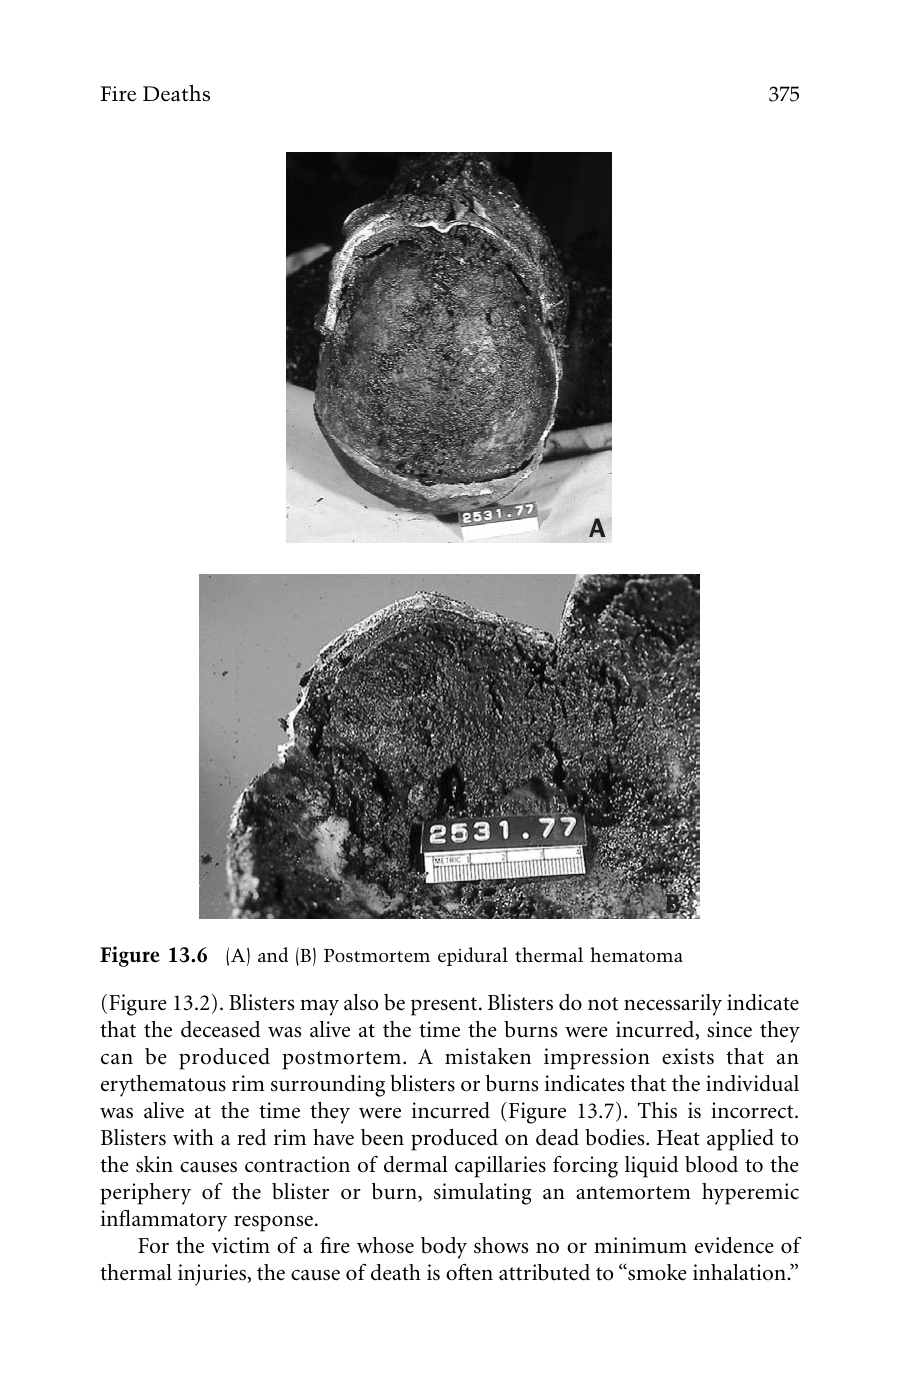 Fire Deaths 375
2531.77
A
2531.77
METRIC 1 2 3 4
B
Figure 13.6 (A) and (B) Postmortem epidural thermal hematoma
(Figure 13.2). Blisters may also be present. Blisters do not necessarily indicate
that the deceased was alive at the time the burns were incurred, since they
can be produced postmortem. A mistaken impression exists that an
erythematous rim surrounding blisters or burns indicates that the individual
was alive at the time they were incurred (Figure 13.7). This is incorrect.
Blisters with a red rim have been produced on dead bodies. Heat applied to
the skin causes contraction of dermal capillaries forcing liquid blood to the
periphery of the blister or burn, simulating an antemortem hyperemic
inflammatory response.
For the victim of a fire whose body shows no or minimum evidence of
thermal injuries, the cause of death is often attributed to “smoke inhalation.”